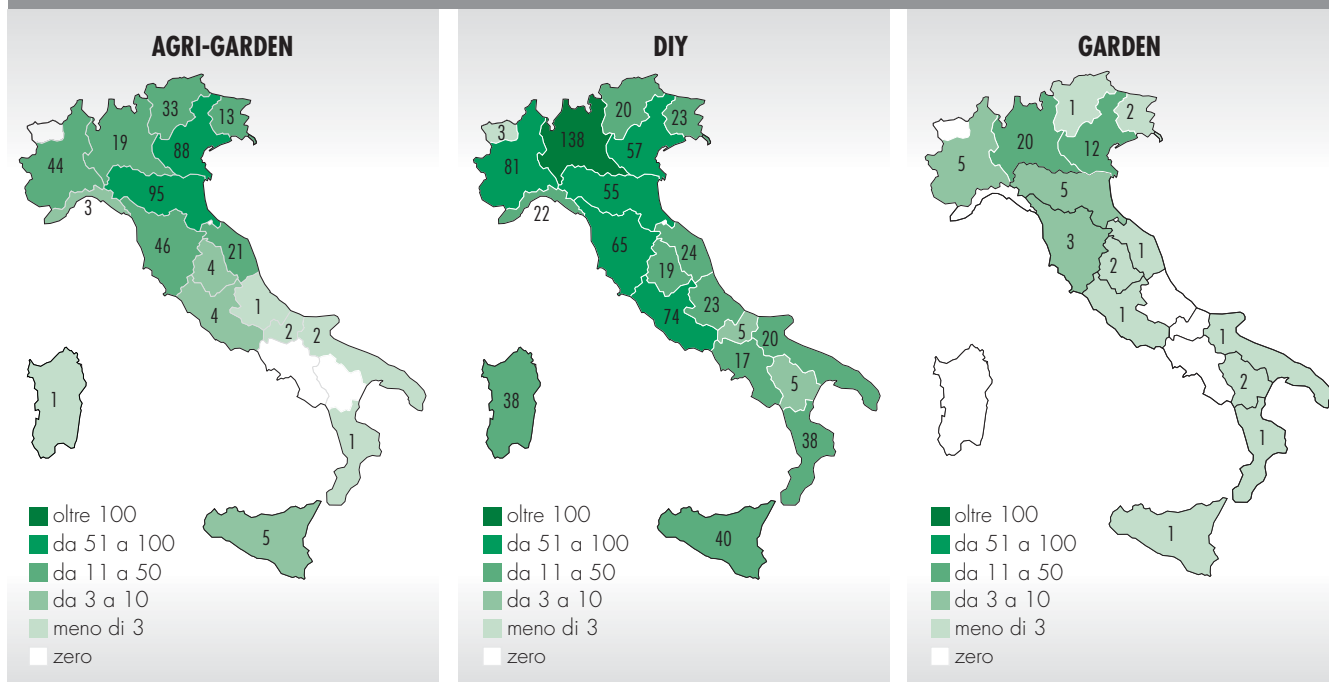 AGRI-GARDEN
33
13
19
88
44
95
3
46
21
4
1
4
2
2
1
1
5
oltre 100
da 51 a 100
da 11 a 50
da 3 a 10
meno di 3
zero
DIY
20
23
3
138
57
81
55
22
65
24
19
23
74
5
20
17
5
38
38
40
oltre 100
da 51 a 100
da 11 a 50
da 3 a 10
meno di 3
zero
GARDEN
1
2
20
12
5
5
3
1
2
1
1
2
1
1
oltre 100
da 51 a 100
da 11 a 50
da 3 a 10
meno di 3
zero